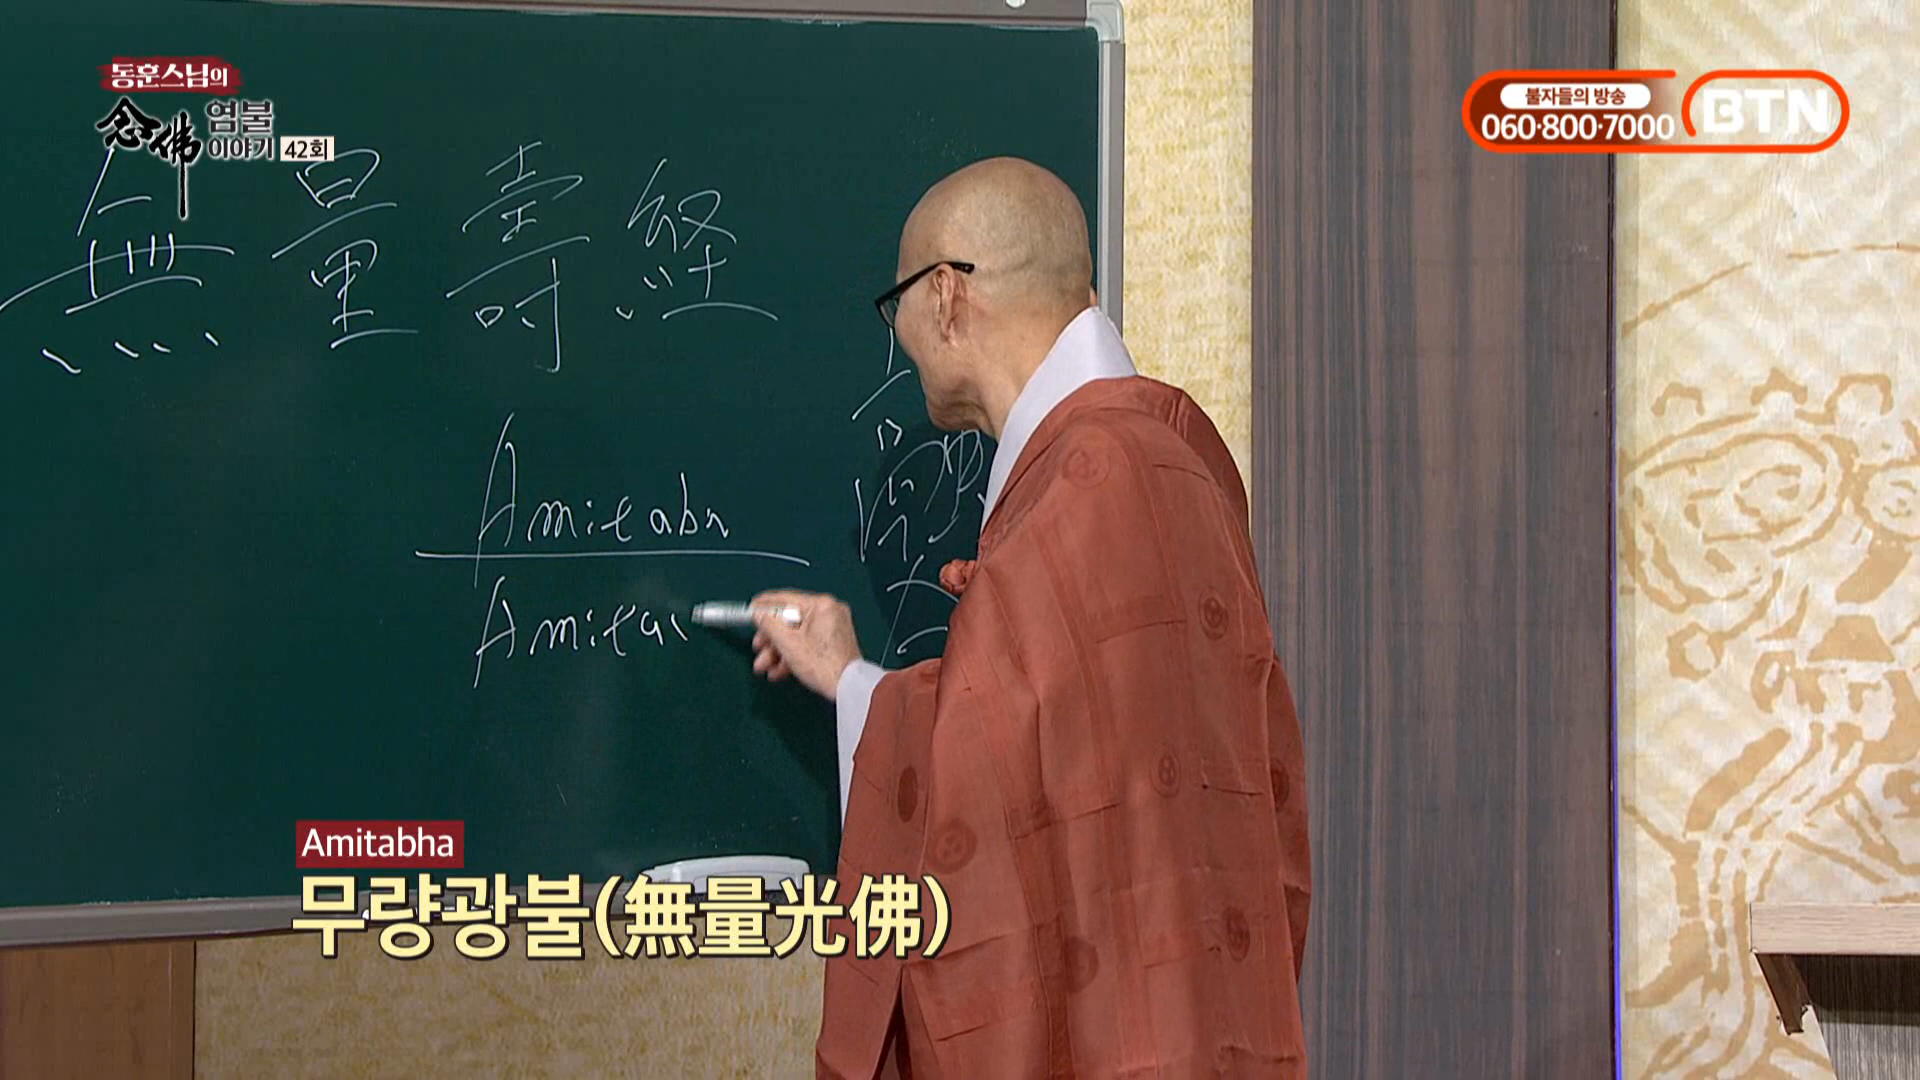 동훈스님의
念佛 염불
이야기 42회
불자들의 방송
060·800·7000
BTN
無量壽経
Amitabh
Amita
Amitabha
무량광불(無量光佛)